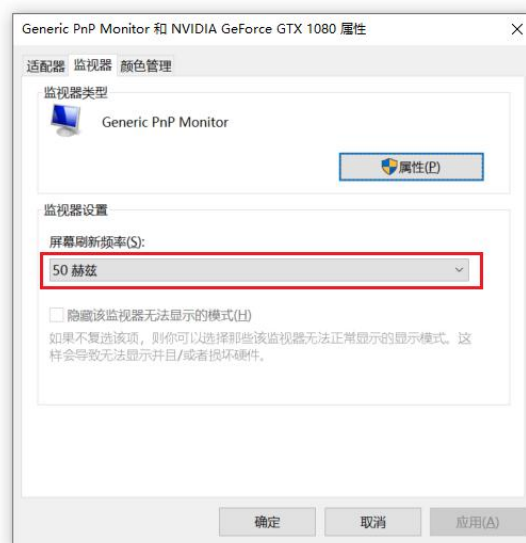 Generic PnP Monitor 和 NVIDIA GeForce GTX 1080 属性
适配器 监视器 颜色管理
监视器类型
Generic PnP Monitor
属性(P)
监视器设置
屏幕刷新频率(S):
50 赫兹
隐藏该监视器无法显示的模式(H)
如果不复选该项，则你可以选择那些该监视器无法正常显示的显示模式。这
样会导致无法显示并且/或者损坏硬件。
确定 取消 应用(A)